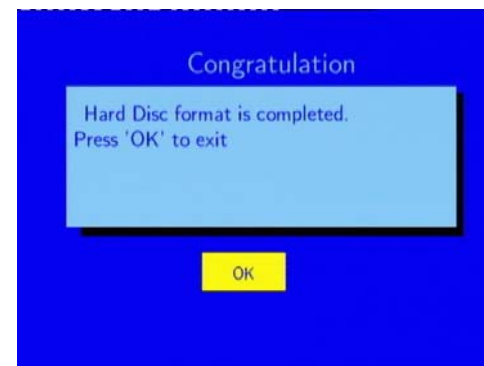 Congratulation
Hard Disc format is completed.
Press 'OK' to exit
OK